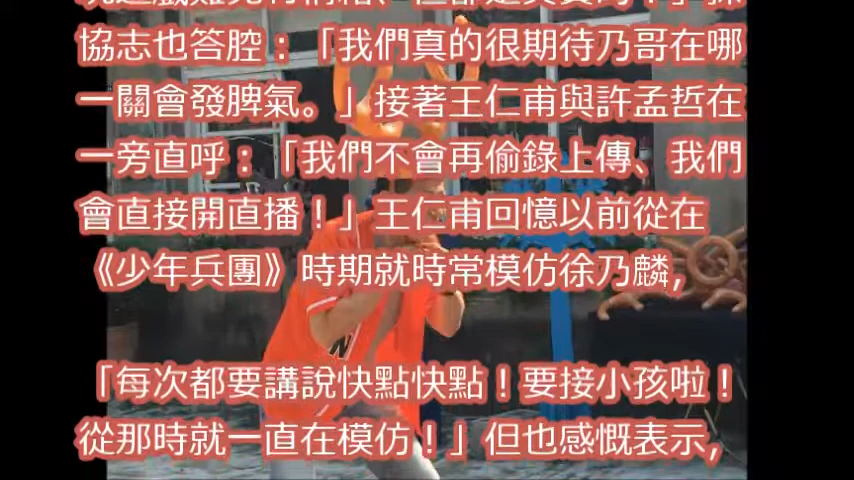 協志也答腔：「我們真的很期待乃哥在哪
一關會發脾氣。」接著王仁甫與許孟哲在
一旁直呼：「我們不會再偷錄上傳、我們
會直接開直播！」王仁甫回憶以前從在
《少年兵團》時期就時常模仿徐乃麟，
「每次都要講說快點快點！要接小孩啦！
從那時就一直在模仿！」但也感慨表示，